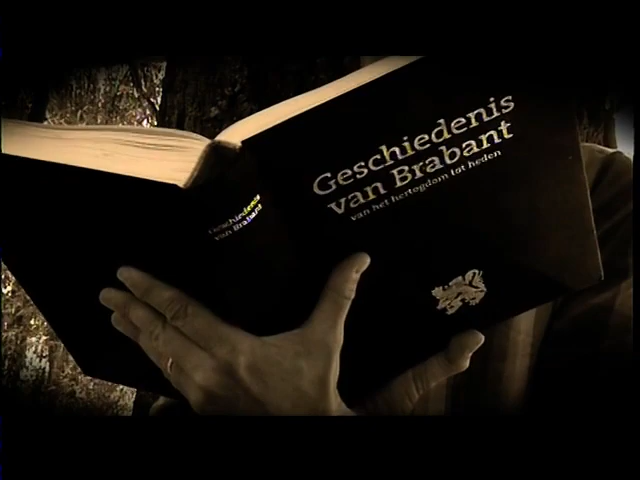 Geschiedenis
van Brabant
van het hertogdom tot heden
Geschiedenis
van Brabant